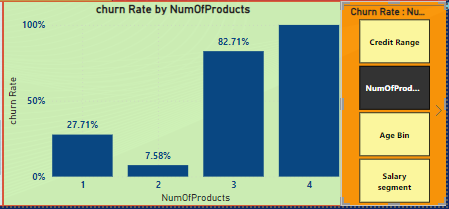 churn Rate by NumOfProducts
100%
82.71%
churn Rate
50%
27.71%
7.58%
0%
1 2 3 4
NumOfProducts
Churn Rate : Nu...
Credit Range
NumOfProd...
Age Bin
Salary
segment